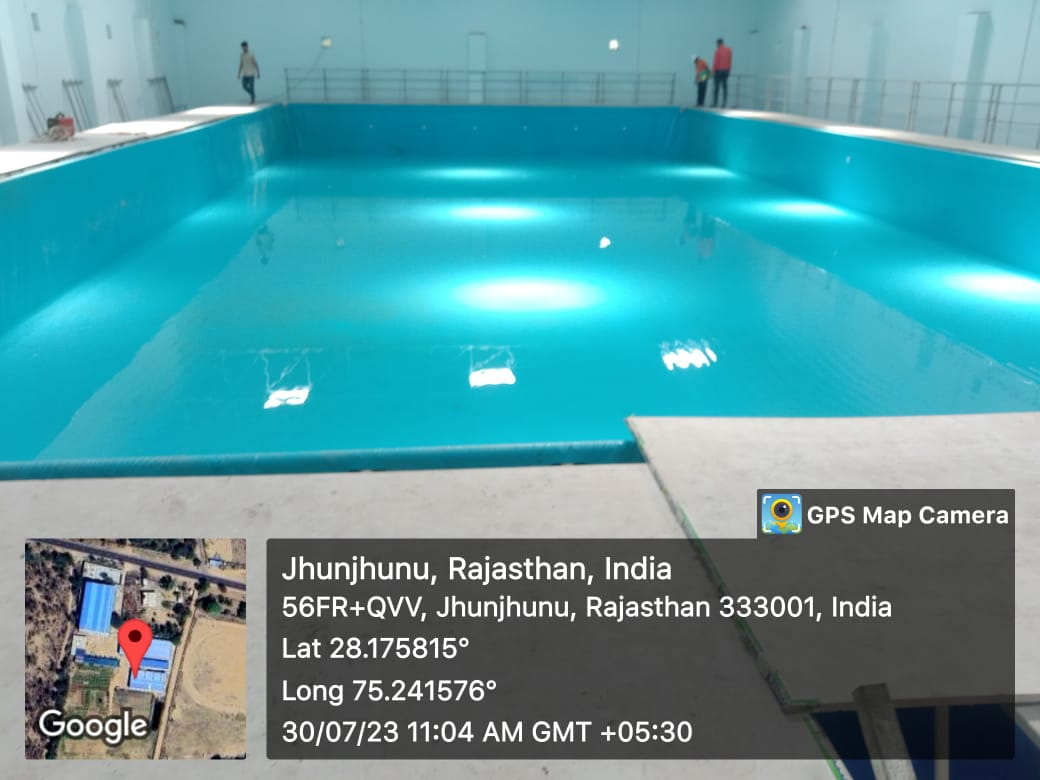 GPS Map Camera
Jhunjhunu, Rajasthan, India
56FR+QVV, Jhunjhunu, Rajasthan 333001, India
Lat 28.175815°
Long 75.241576°
30/07/23 11:04 AM GMT +05:30
Google